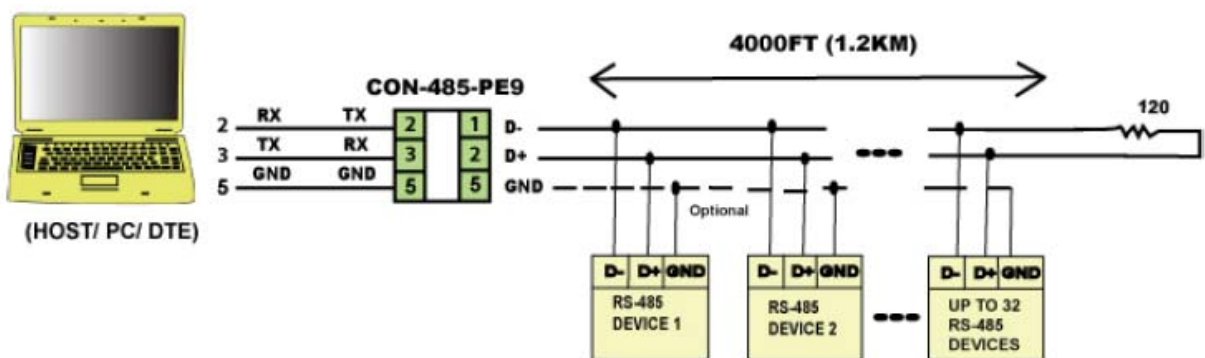 4000FT (1.2KM)
CON-485-PE9
120
2 RX TX 2 1 D-
3 TX RX 3 2 D+
5 GND GND 5 5 GND
Optional
(HOST/ PC/ DTE)
D- D+ GND
RS-485
DEVICE 1
D- D+ GND
RS-485
DEVICE 2
D- D+ GND
UP TO 32
RS-485
DEVICES